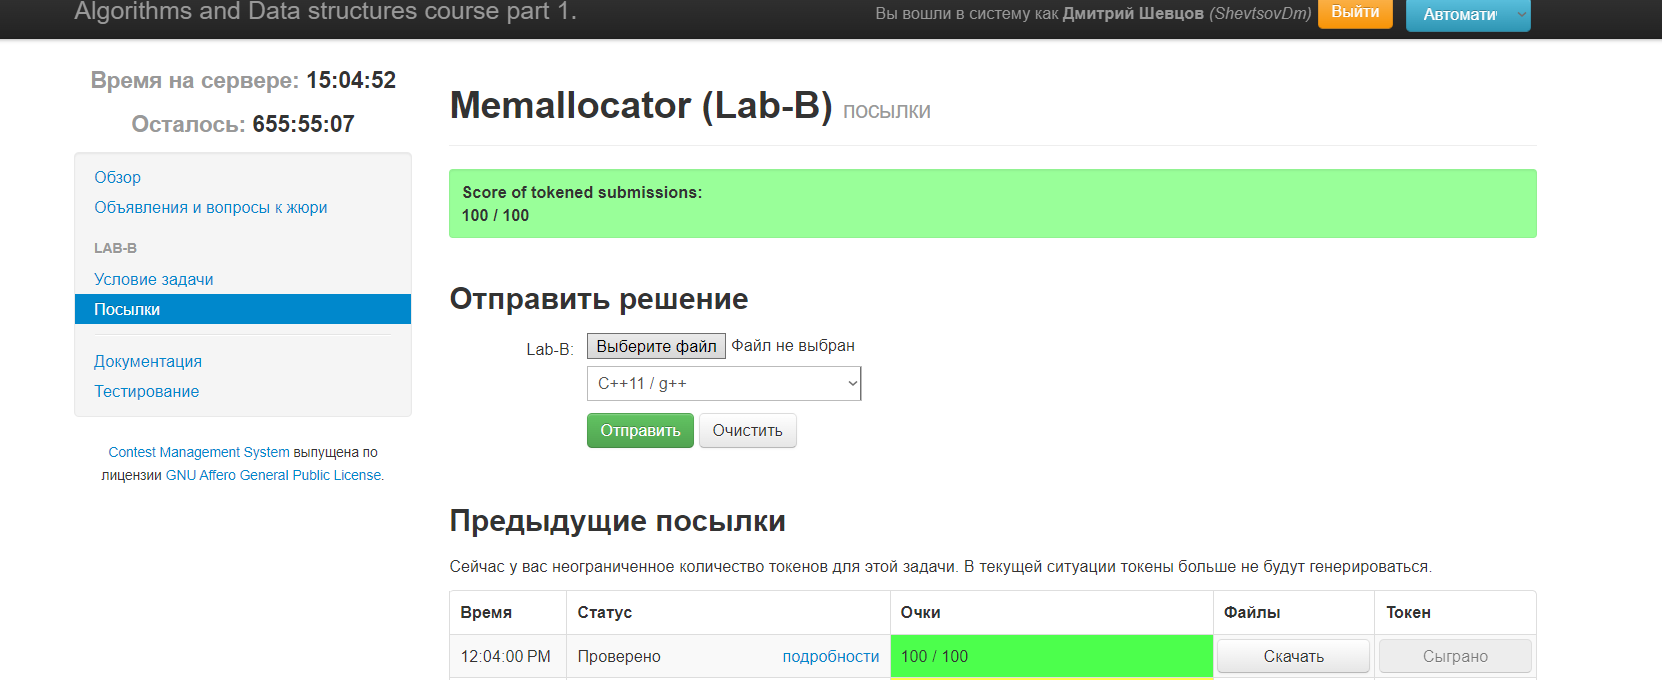 Algorithms and Data structures course part 1.
Вы вошли в систему как Дмитрий Шевцов (ShevtsovDm)
Выйти
Автомати
Время на сервере: 15:04:52
Осталось: 655:55:07
Обзор
Объявления и вопросы к жюри
LAB-B
Условие задачи
Посылки
Документация
Тестирование
Contest Management System выпущена по
лицензии GNU Affero General Public License.
Memallocator (Lab-B) посылки
Score of tokened submissions:
100 / 100
Отправить решение
Lab-B: Выберите файл Файл не выбран
C++11 / g++
Отправить Очистить
Предыдущие посылки
Сейчас у вас неограниченное количество токенов для этой задачи. В текущей ситуации токены больше не будут генерироваться.
Время Статус Очки Файлы Токен
12:04:00 PM Проверено подробности 100 / 100 Скачать Сыграно